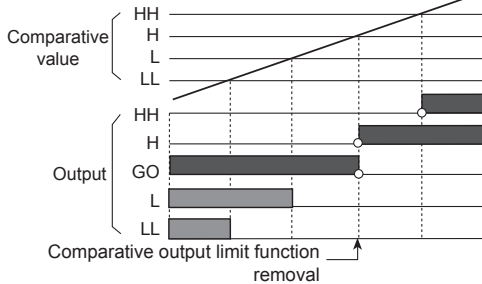 HH
H
L
LL
Comparative
value
HH
H
GO
L
LL
Output
Comparative output limit function
removal